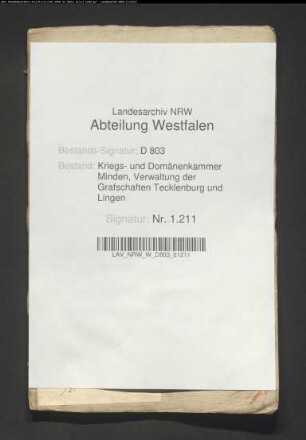 Landesarchiv NRW
Abteilung Westfalen
Bestands-Signatur: D 803
Bestand: Kriegs- und Domänenkammer
Minden, Verwaltung der
Grafschaften Tecklenburg und
Lingen
Signatur: Nr. 1.211
LAV_NRW_W_D803_01211